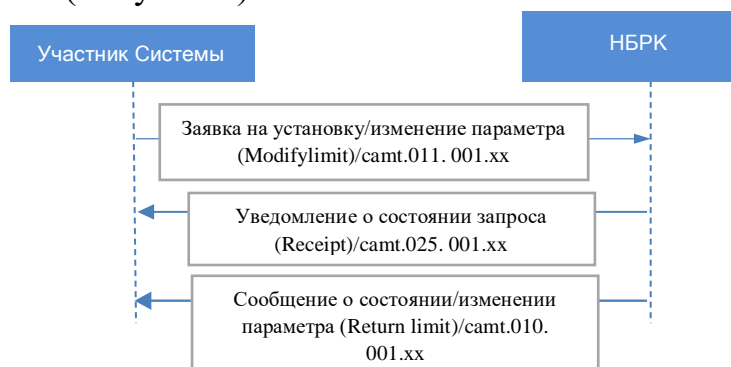 Участник Системы
НБРК
Заявка на установку/изменение параметра
(Modifylimit)/camt.011. 001.xx
Уведомление о состоянии запроса
(Receipt)/camt.025. 001.xx
Сообщение о состоянии/изменении
параметра (Return limit)/camt.010.
001.xx